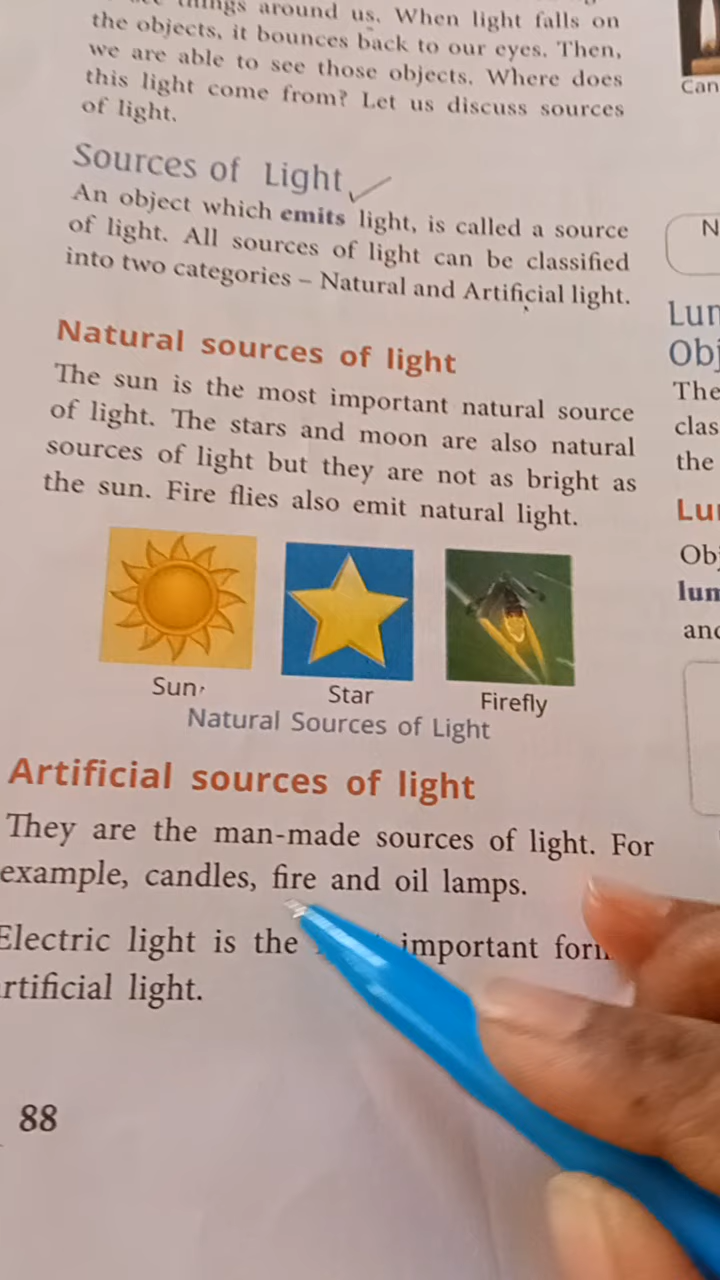 things around us. When light falls on
the objects, it bounces back to our eyes. Then,
we are able to see those objects. Where does
this light come from? Let us discuss sources
of light.
Sources of Light
An object which emits light, is called a source
of light. All sources of light can be classified
into two categories – Natural and Artificial light.
Natural sources of light
The sun is the most important natural source
of light. The stars and moon are also natural
sources of light but they are not as bright as
the sun. Fire flies also emit natural light.
Sun
Star
Firefly
Natural Sources of Light
Artificial sources of light
They are the man-made sources of light. For
example, candles, fire and oil lamps.
Electric light is the important
artificial light.
88
Can
N
Lum
Obj
The
clas
the
Lu
Obj
lum
and